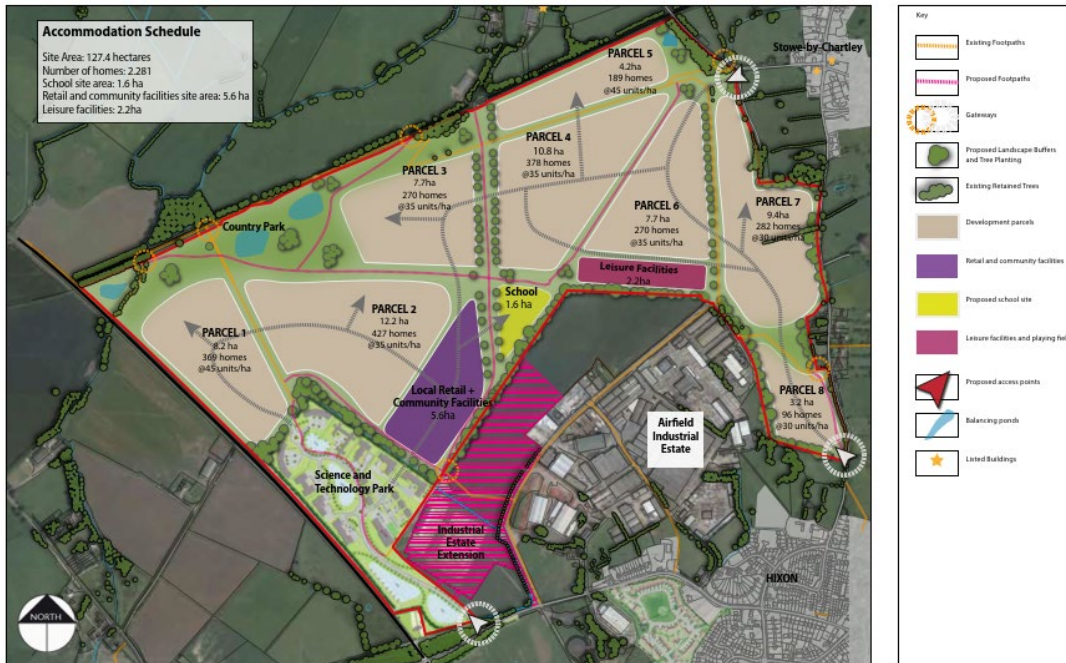 Accommodation Schedule
Site Area: 127.4 hectares
Number of homes: 2.281
School site area: 1.6 ha
Retail and community facilities site area: 5.6 ha
Leisure facilities: 2.2ha
PARCEL 5
4.2ha
189 homes
@45 units/ha
Stowe-by-Chartley
PARCEL 4
10.8 ha
378 homes
@35 units/ha
PARCEL 3
7.7ha
270 homes
@35 units/ha
PARCEL 6
7.7 ha
270 homes
@35 units/ha
PARCEL 7
9.4ha
282 homes
@30 units/ha
Country Park
Leisure Facilities
2.2ha
School
1.6 ha
PARCEL 2
12.2 ha
427 homes
@35 units/ha
PARCEL 1
8.2 ha
369 homes
@45 units/ha
Local Retail +
Community Facilities
5.6ha
PARCEL 8
3.2 ha
96 homes
@30 units/ha
Airfield
Industrial
Estate
Science and
Technology Park
Industrial
Estate
Extension
HIXON
NORTH
Key
Existing Footpaths
Proposed Footpaths
Gateways
Proposed Landscape Buffers
and Tree Planting
Existing Retained Trees
Development parcels
Retail and community facilities
Proposed school site
Leisure facilities and playing fiel
Proposed access points
Balancing ponds
Listed Buildings